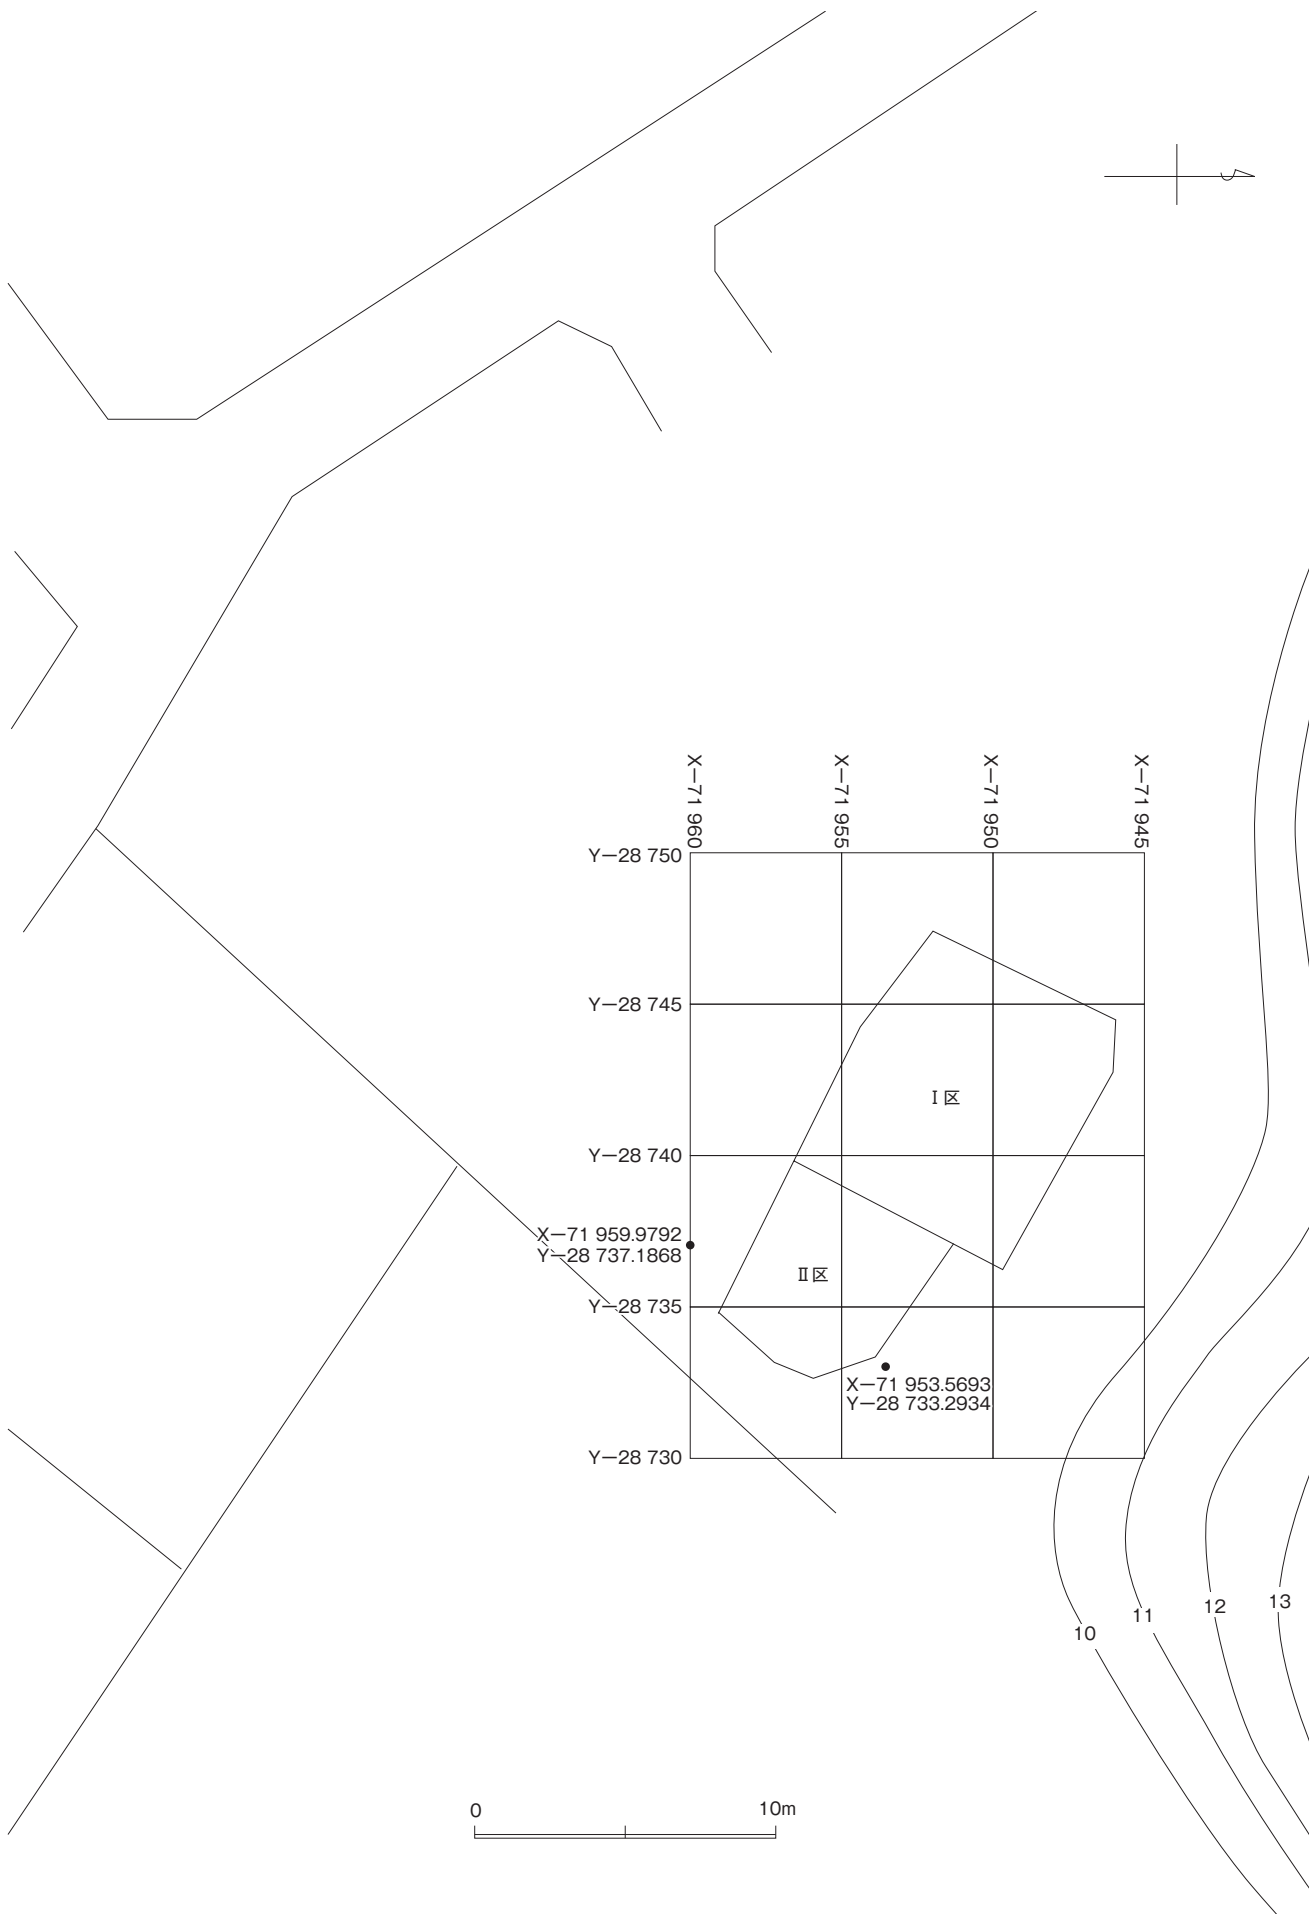 X−71 960
X−71 955
X−71 950
X−71 945
Y−28 750
Y−28 745
Ⅰ区
Y−28 740
X−71 959.9792
Y−28 737.1868
Ⅱ区
Y−28 735
X−71 953.5693
Y−28 733.2934
Y−28 730
10
11
12
13
0
10m